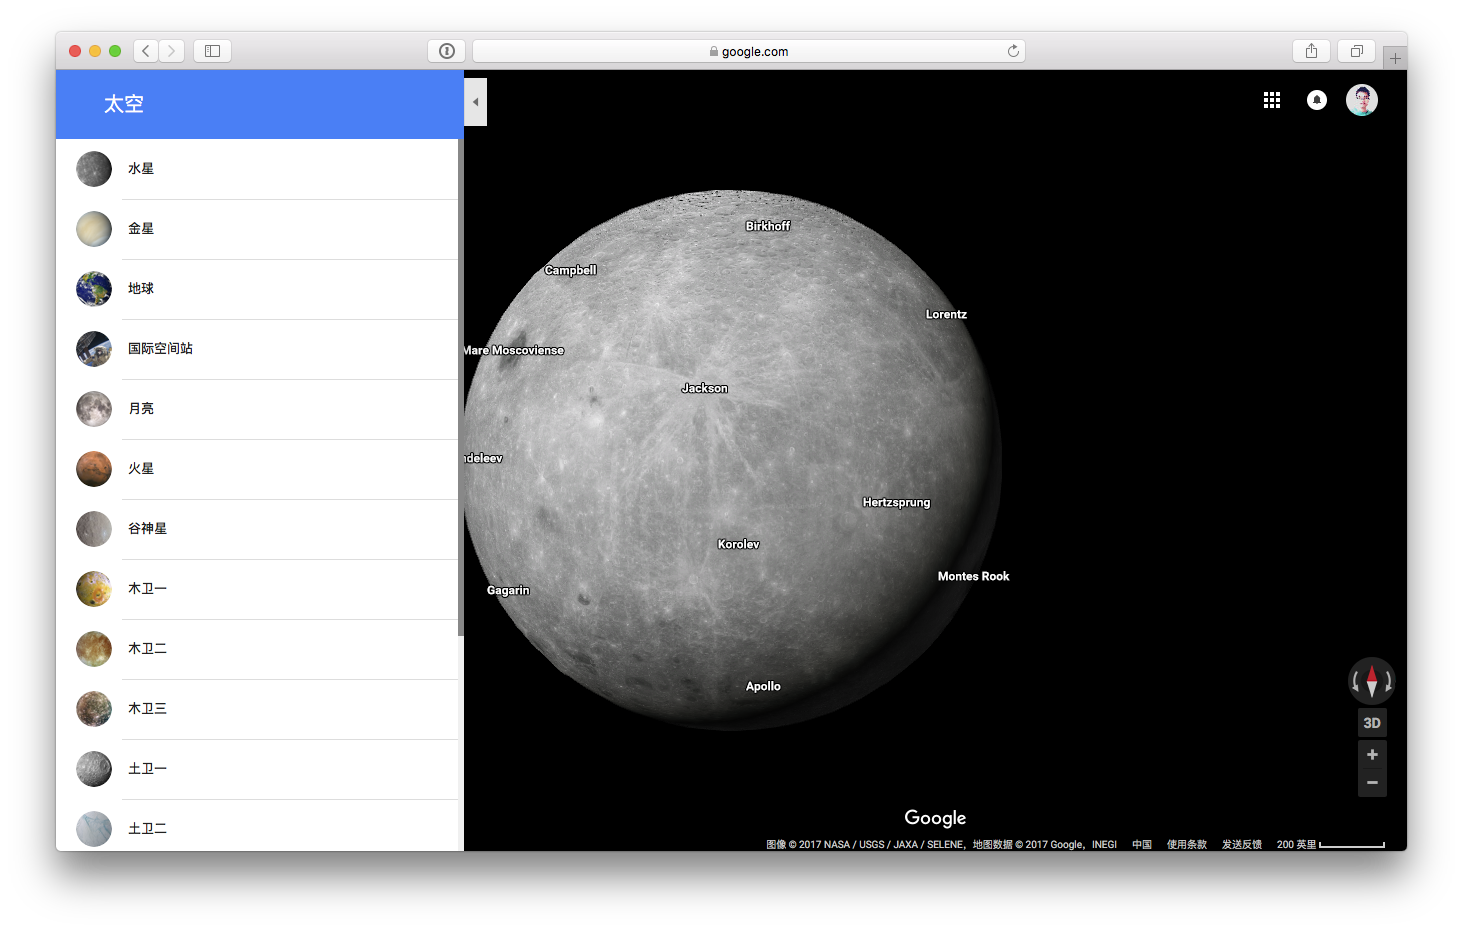 google.com
太空
水星
金星
地球
国际空间站
月亮
火星
谷神星
木卫一
木卫二
木卫三
土卫一
土卫二
Birkhoff
Campbell
Lorentz
Mare Moscoviense
Jackson
ndeleev
Hertzsprung
Korolev
Montes Rook
Gagarin
Apollo
3D
Google
图像 © 2017 NASA / USGS / JAXA / SELENE，地图数据 © 2017 Google，INEGI 中国 使用条款 发送反馈 200 英里